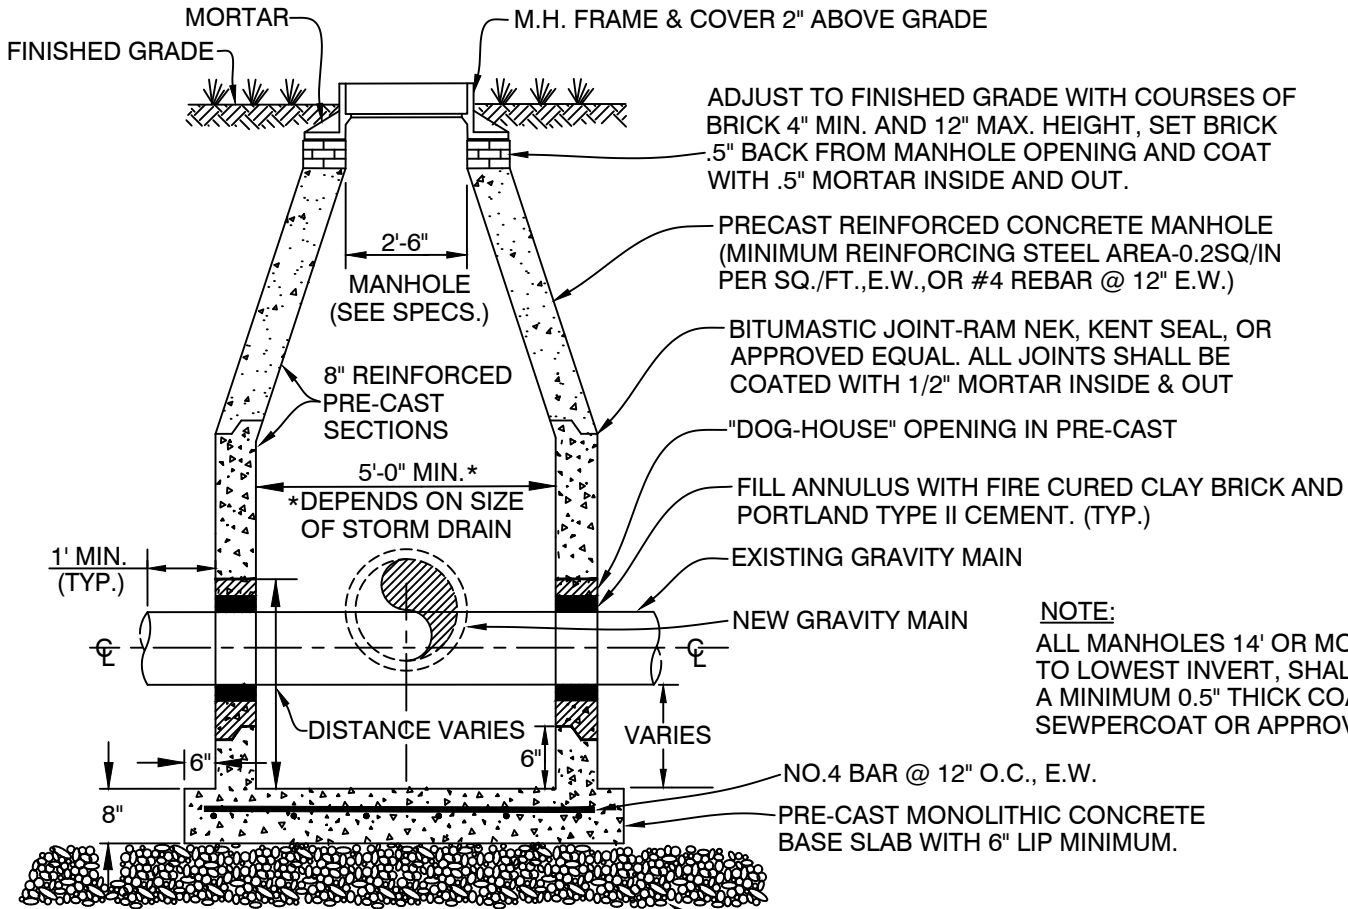 MORTAR
M.H. FRAME & COVER 2" ABOVE GRADE
FINISHED GRADE
ADJUST TO FINISHED GRADE WITH COURSES OF
BRICK 4" MIN. AND 12" MAX. HEIGHT, SET BRICK
.5" BACK FROM MANHOLE OPENING AND COAT
WITH .5" MORTAR INSIDE AND OUT.
2'-6"
MANHOLE
(SEE SPECS.)
PRECAST REINFORCED CONCRETE MANHOLE
(MINIMUM REINFORCING STEEL AREA-0.2SQ/IN
PER SQ./FT.,E.W.,OR #4 REBAR @ 12" E.W.)
BITUMASTIC JOINT-RAM NEK, KENT SEAL, OR
APPROVED EQUAL. ALL JOINTS SHALL BE
COATED WITH 1/2" MORTAR INSIDE & OUT
8" REINFORCED
PRE-CAST
SECTIONS
"DOG-HOUSE" OPENING IN PRE-CAST
5'-0" MIN.*
*DEPENDS ON SIZE
OF STORM DRAIN
FILL ANNULUS WITH FIRE CURED CLAY BRICK AND
PORTLAND TYPE II CEMENT. (TYP.)
1' MIN.
(TYP.)
EXISTING GRAVITY MAIN
NEW GRAVITY MAIN
NOTE:
ALL MANHOLES 14' OR MO
TO LOWEST INVERT, SHAL
A MINIMUM 0.5" THICK COA
SEWPERCOAT OR APPROV
CL
CL
DISTANCE VARIES
VARIES
6"
6"
8"
NO.4 BAR @ 12" O.C., E.W.
PRE-CAST MONOLITHIC CONCRETE
BASE SLAB WITH 6" LIP MINIMUM.